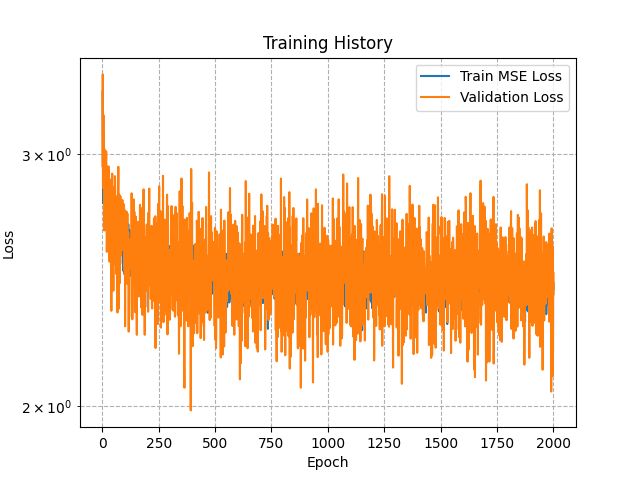 Training History
Train MSE Loss
Validation Loss
3 × 10⁰
2 × 10⁰
Loss
0 250 500 750 1000 1250 1500 1750 2000
Epoch